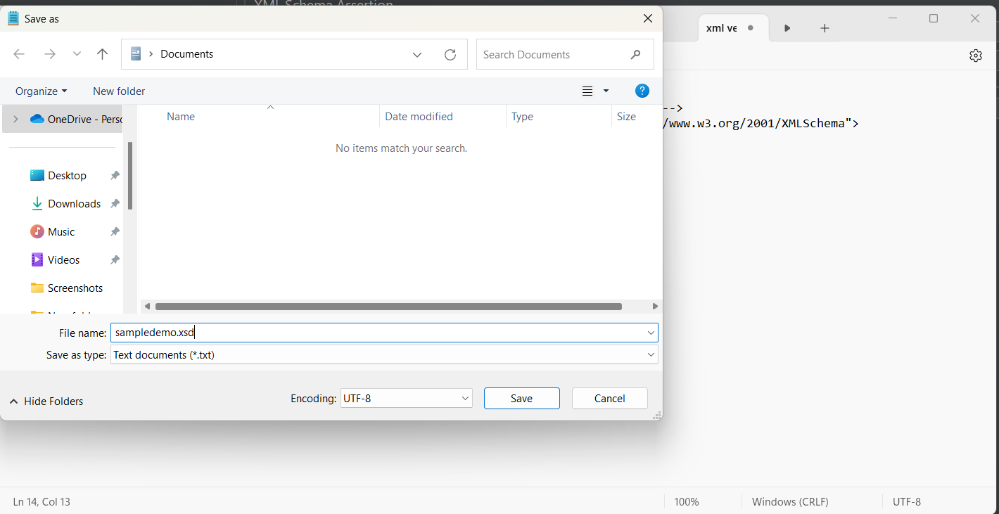 XML Schema Assertion
Save as
xml ve
Documents
Search Documents
Organize
New folder
?
-->
/www.w3.org/2001/XMLSchema">
OneDrive - Perso
Name
Date modified
Type
Size
No items match your search.
Desktop
Downloads
Music
Videos
Screenshots
File name: sampledemo.xsd
Save as type: Text documents (*.txt)
Hide Folders
Encoding: UTF-8
Save
Cancel
Ln 14, Col 13
100%
Windows (CRLF)
UTF-8